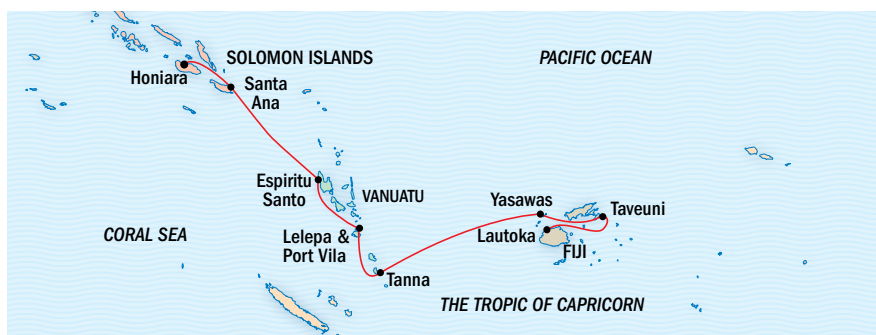 SOLOMON ISLANDS
PACIFIC OCEAN
Honiara
Santa
Ana
Espiritu
Santo
VANUATU
Yasawas
Taveuni
CORAL SEA
Lelepa &
Port Vila
Lautoka
FIJI
Tanna
THE TROPIC OF CAPRICORN